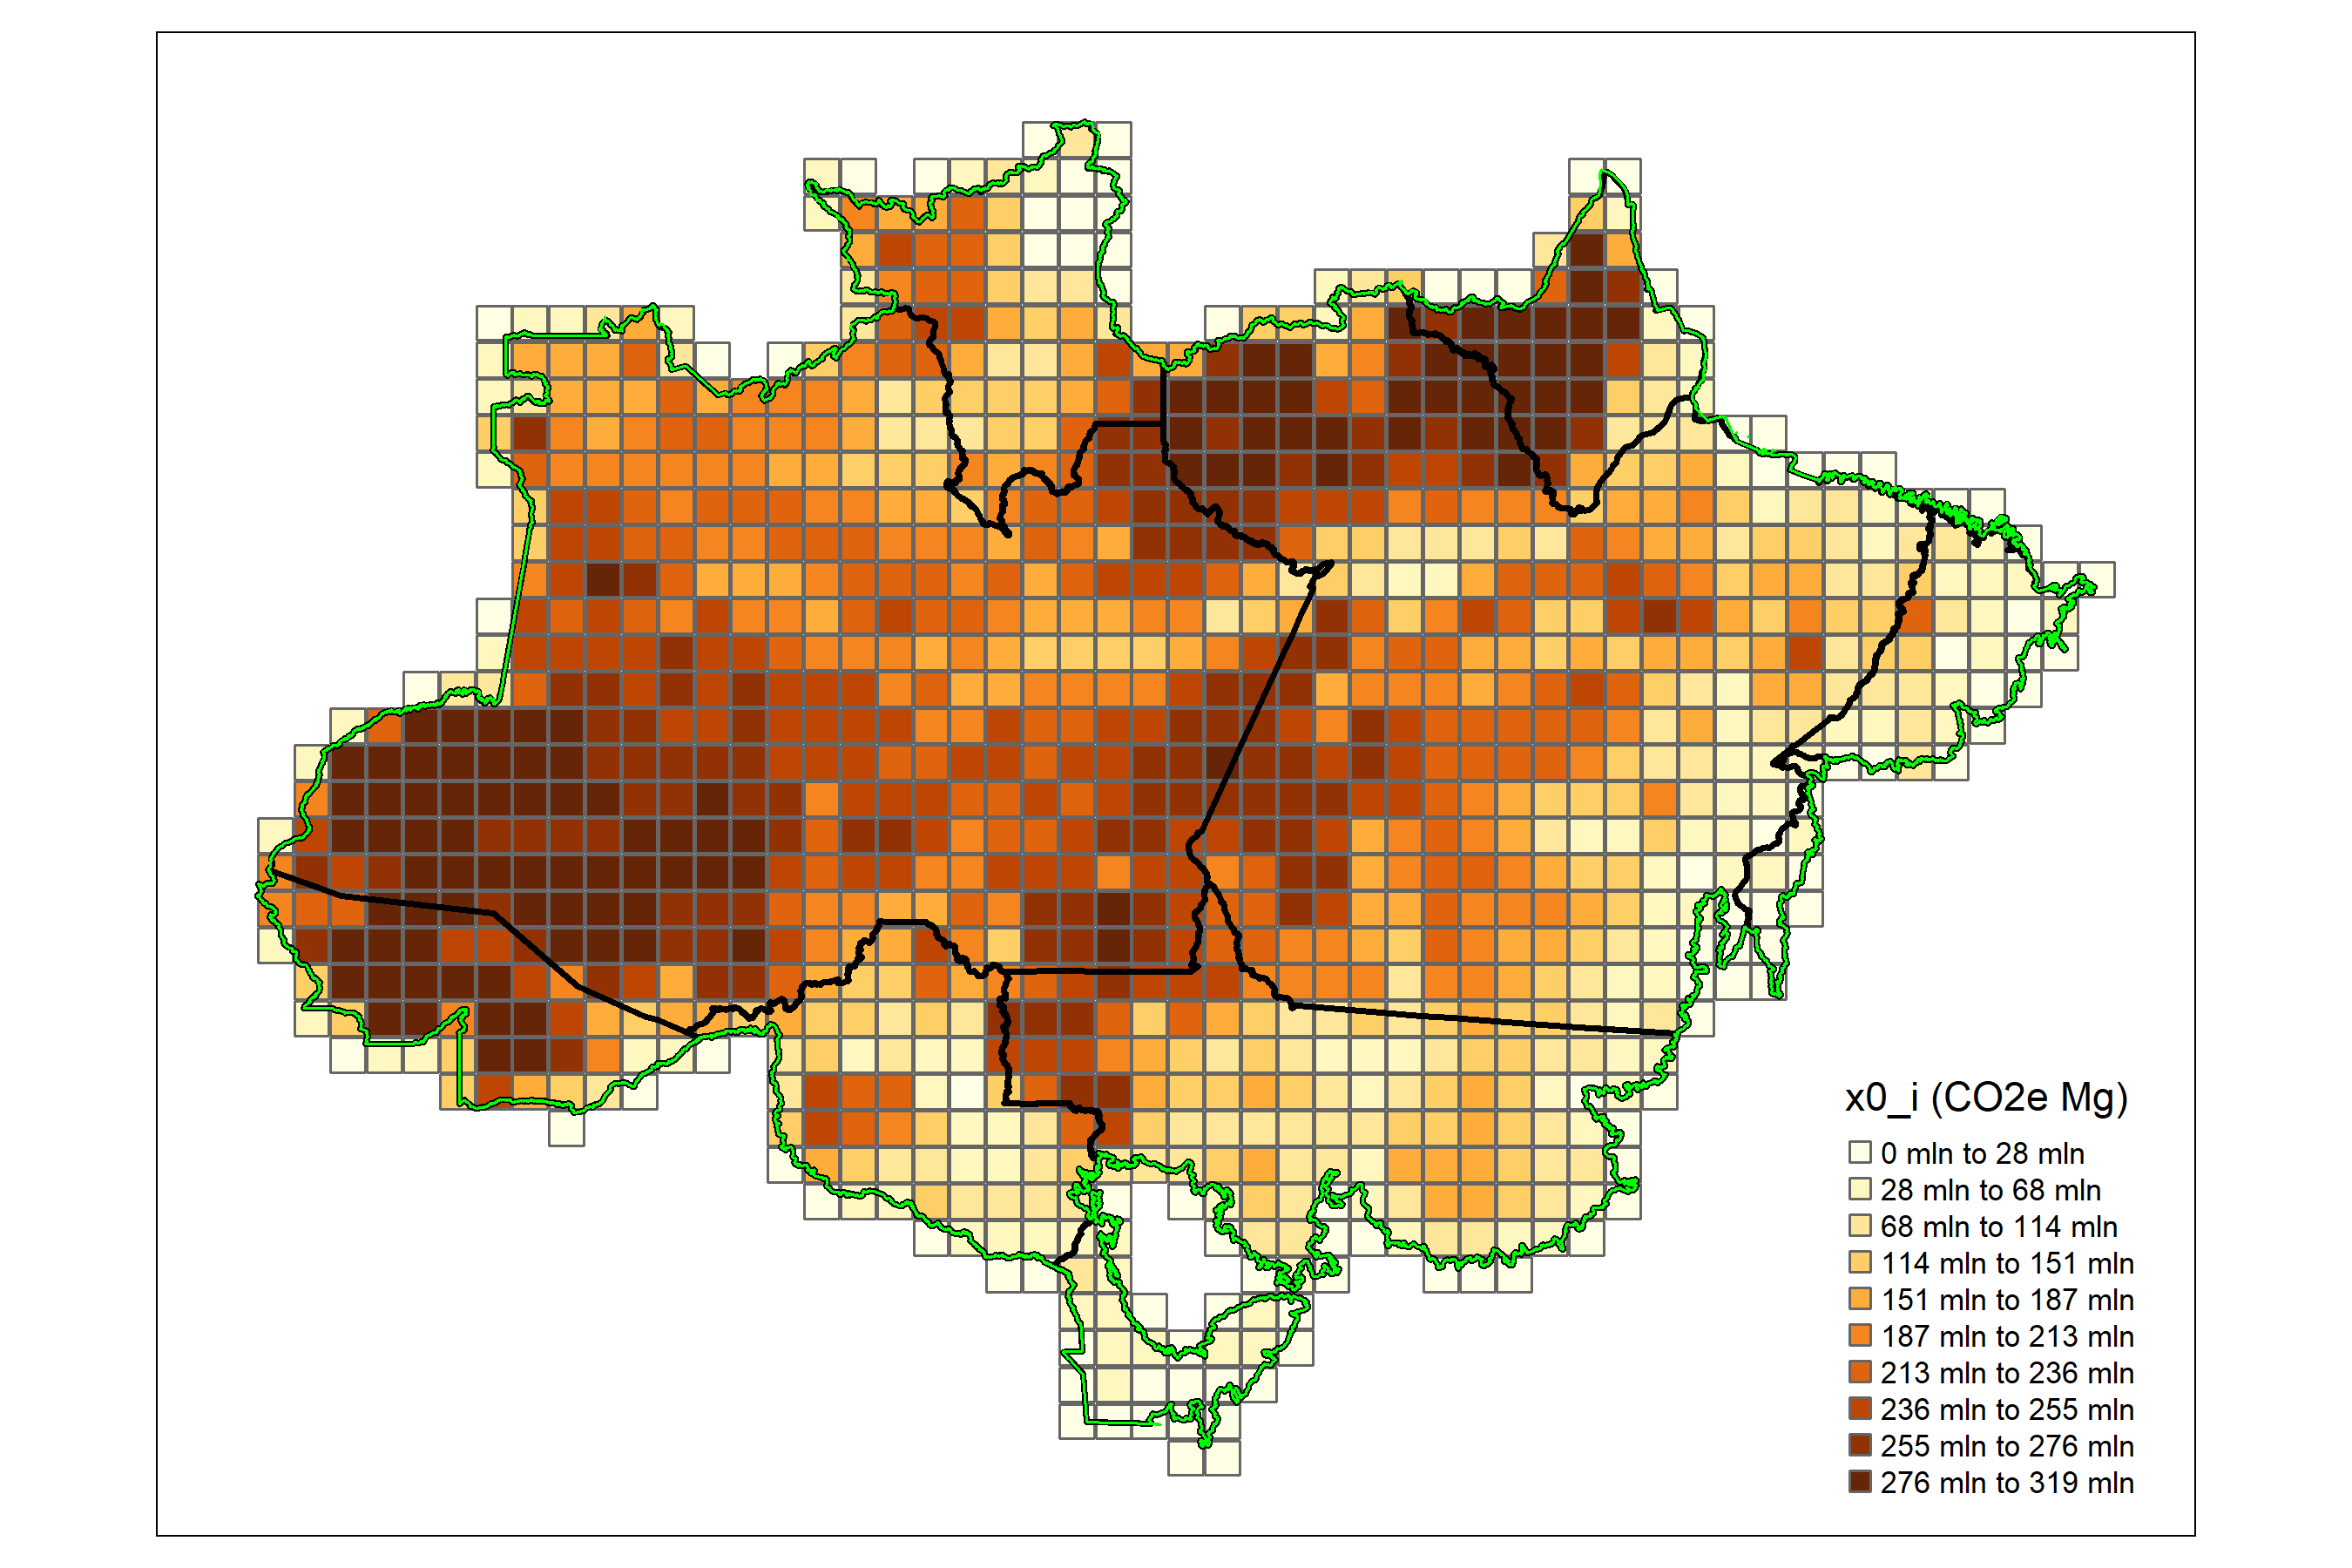 x0_i (CO2e Mg)
0 mln to 28 mln
28 mln to 68 mln
68 mln to 114 mln
114 mln to 151 mln
151 mln to 187 mln
187 mln to 213 mln
213 mln to 236 mln
236 mln to 255 mln
255 mln to 276 mln
276 mln to 319 mln